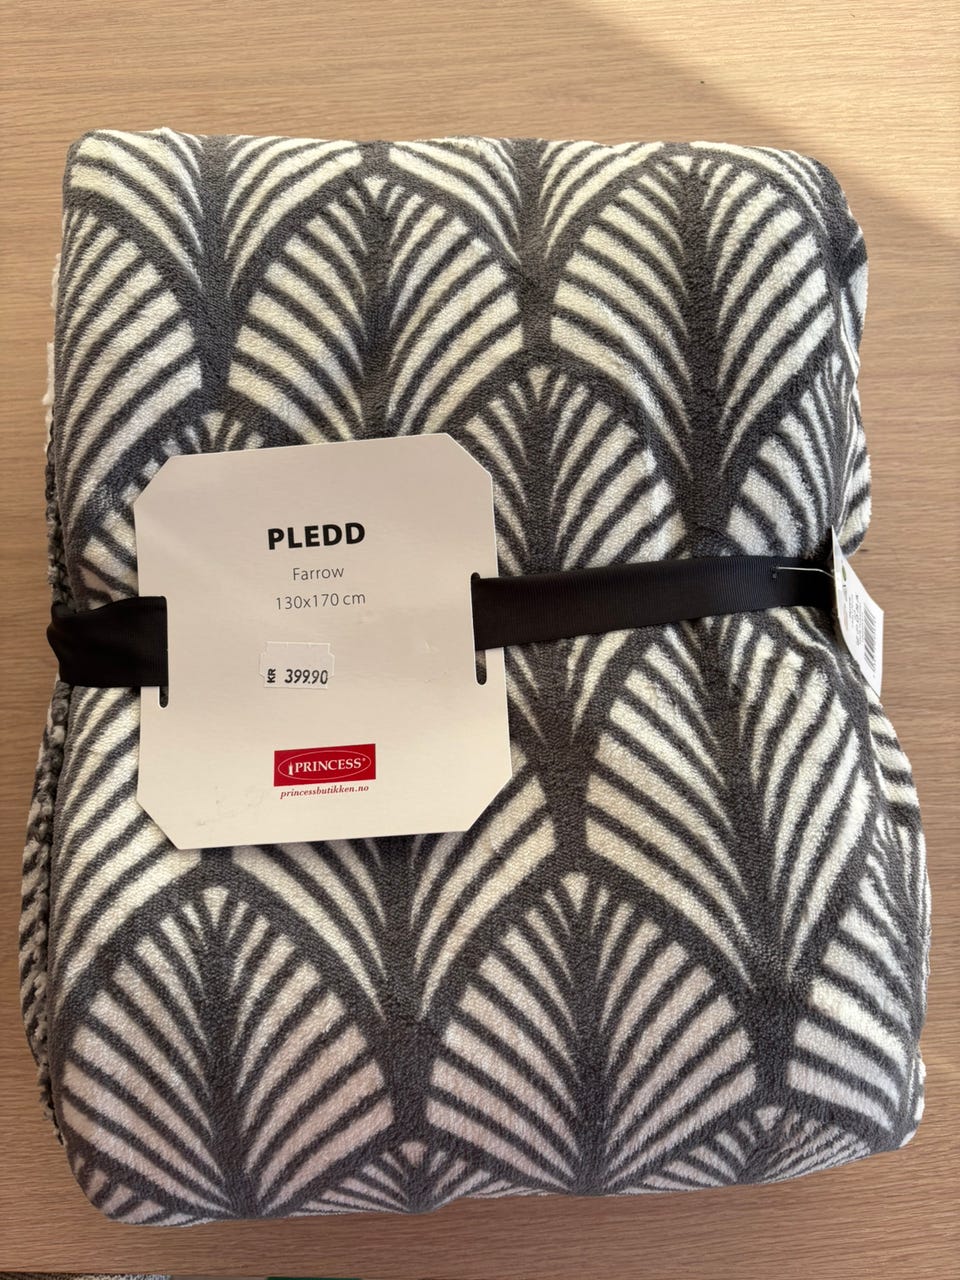 PLEDD
Farrow
130x170 cm
KR 399.90
PRINCESS®
princessbutikken.no